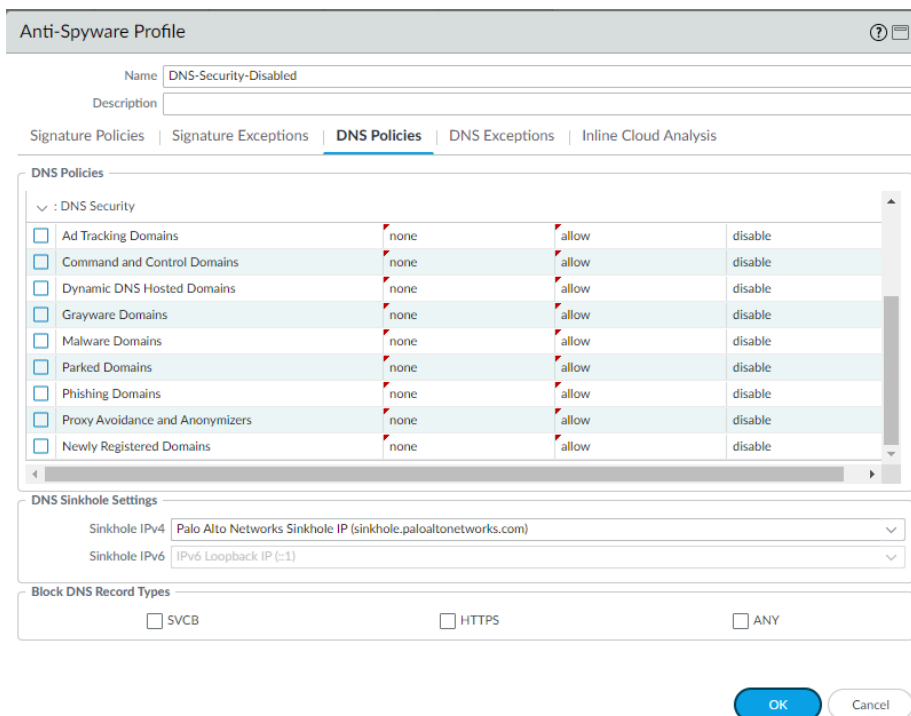 Anti-Spyware Profile
Name DNS-Security-Disabled
Description
Signature Policies | Signature Exceptions | DNS Policies | DNS Exceptions | Inline Cloud Analysis
DNS Policies
: DNS Security
Ad Tracking Domains none allow disable
Command and Control Domains none allow disable
Dynamic DNS Hosted Domains none allow disable
Grayware Domains none allow disable
Malware Domains none allow disable
Parked Domains none allow disable
Phishing Domains none allow disable
Proxy Avoidance and Anonymizers none allow disable
Newly Registered Domains none allow disable
DNS Sinkhole Settings
Sinkhole IPv4 Palo Alto Networks Sinkhole IP (sinkhole.paloaltonetworks.com)
Sinkhole IPv6 IPv6 Loopback IP (::1)
Block DNS Record Types
SVCB HTTPS ANY
OK Cancel